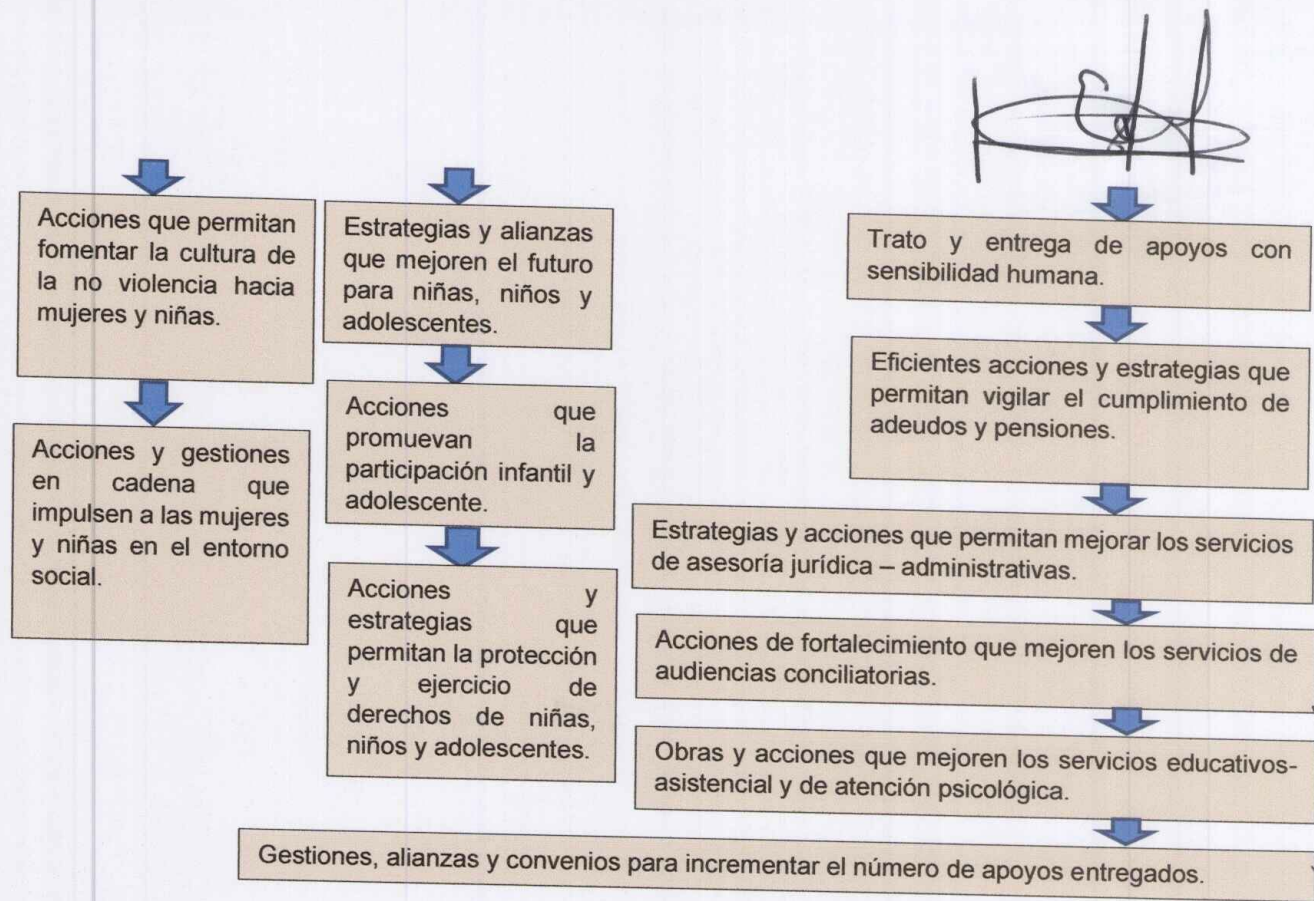 Acciones que permitan
fomentar la cultura de
la no violencia hacia
mujeres y niñas.
Acciones y gestiones
en cadena que
impulsen a las mujeres
y niñas en el entorno
social.
Estrategias y alianzas
que mejoren el futuro
para niñas, niños y
adolescentes.
Acciones que
promuevan la
participación infantil y
adolescente.
Acciones y
estrategias que
permitan la protección
y ejercicio de
derechos de niñas,
niños y adolescentes.
Trato y entrega de apoyos con
sensibilidad humana.
Eficientes acciones y estrategias que
permitan vigilar el cumplimiento de
adeudos y pensiones.
Estrategias y acciones que permitan mejorar los servicios
de asesoría jurídica – administrativas.
Acciones de fortalecimiento que mejoren los servicios de
audiencias conciliatorias.
Obras y acciones que mejoren los servicios educativos-
asistencial y de atención psicológica.
Gestiones, alianzas y convenios para incrementar el número de apoyos entregados.